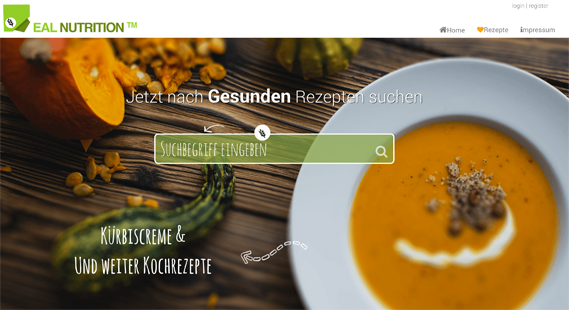 login | register
EAL NUTRITION TM
Home Rezepte Impressum
Jetzt nach Gesunden Rezepten suchen
Suchbegriff eingeben
Kürbiscreme &
Und weiter Kochrezepte